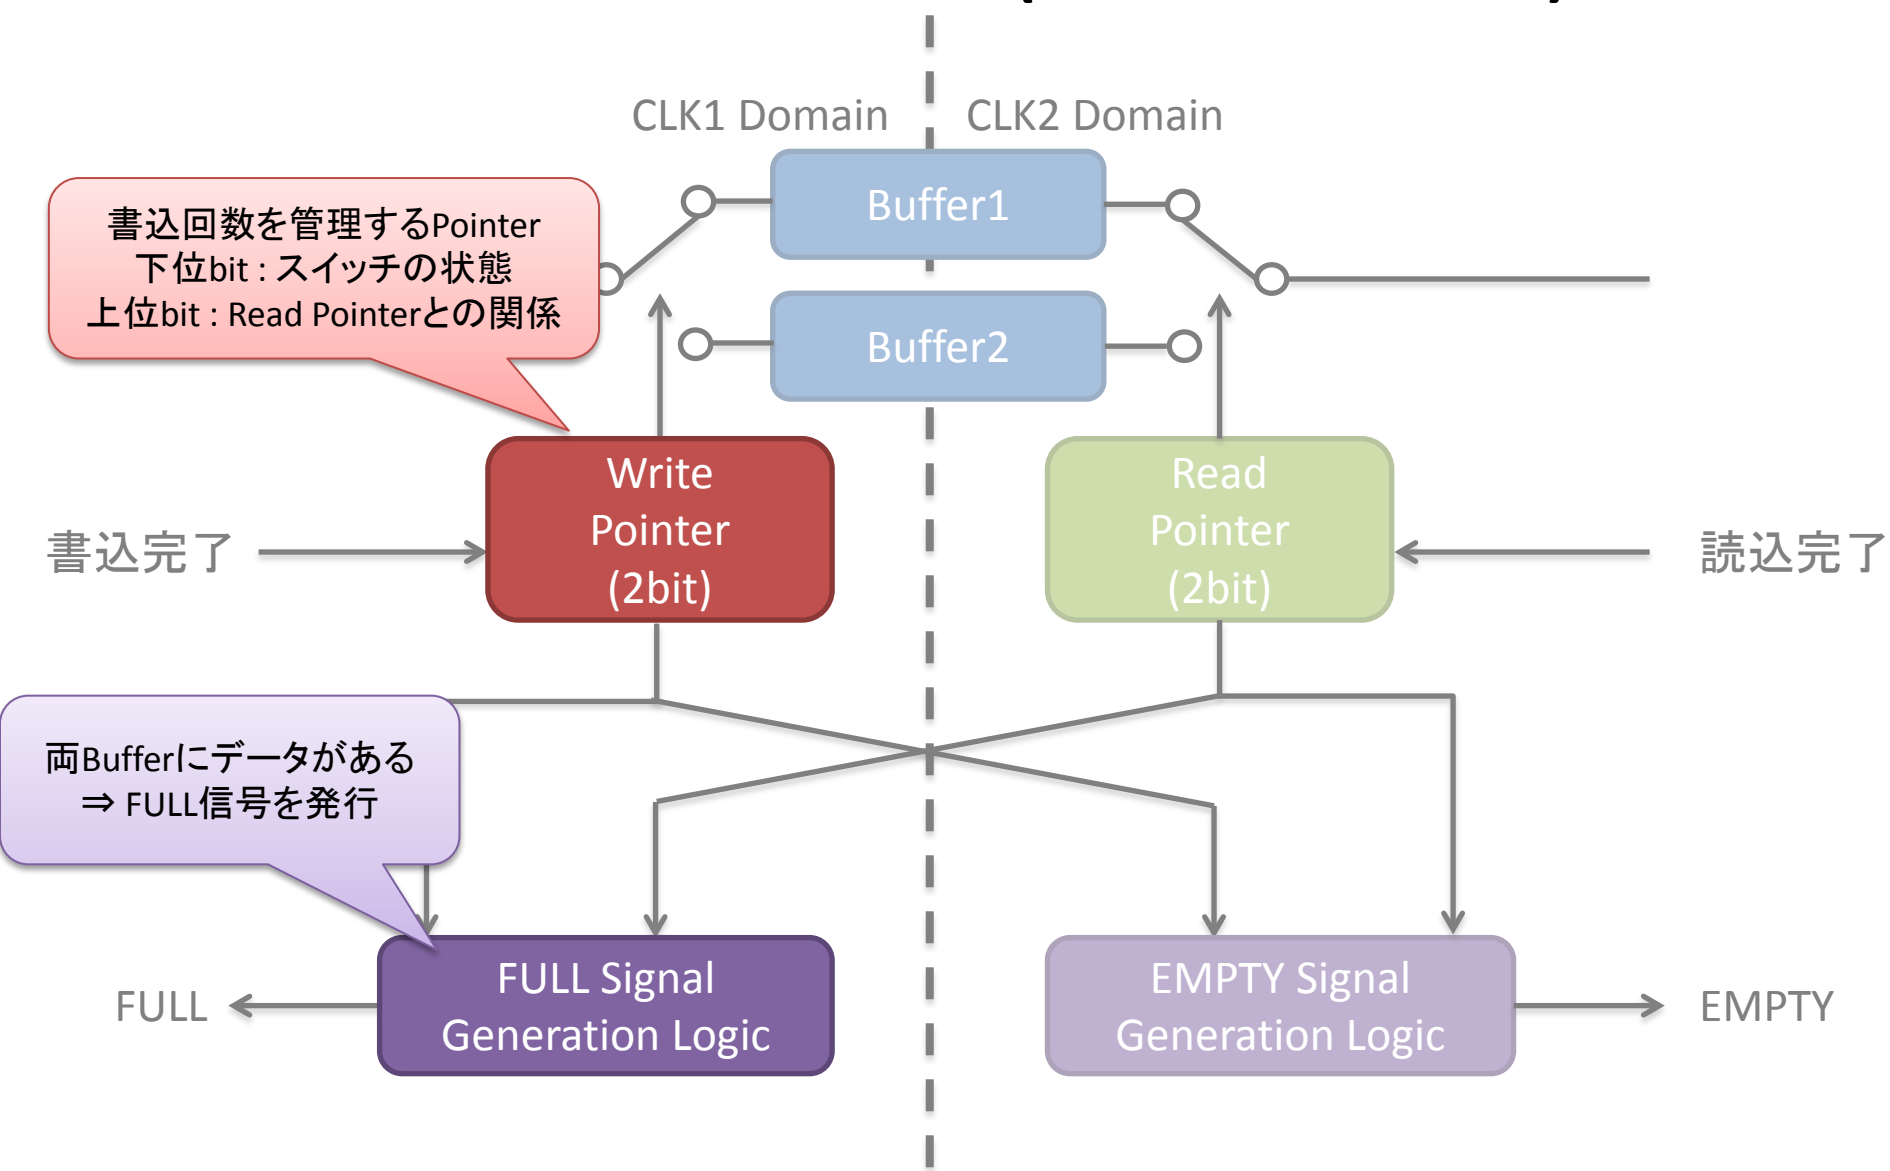 CLK1 Domain
CLK2 Domain
Buffer1
書込回数を管理するPointer
下位bit : スイッチの状態
上位bit : Read Pointerとの関係
Buffer2
Write
Pointer
(2bit)
Read
Pointer
(2bit)
書込完了
読込完了
両Bufferにデータがある
⇒ FULL信号を発行
FULL Signal
Generation Logic
EMPTY Signal
Generation Logic
FULL
EMPTY